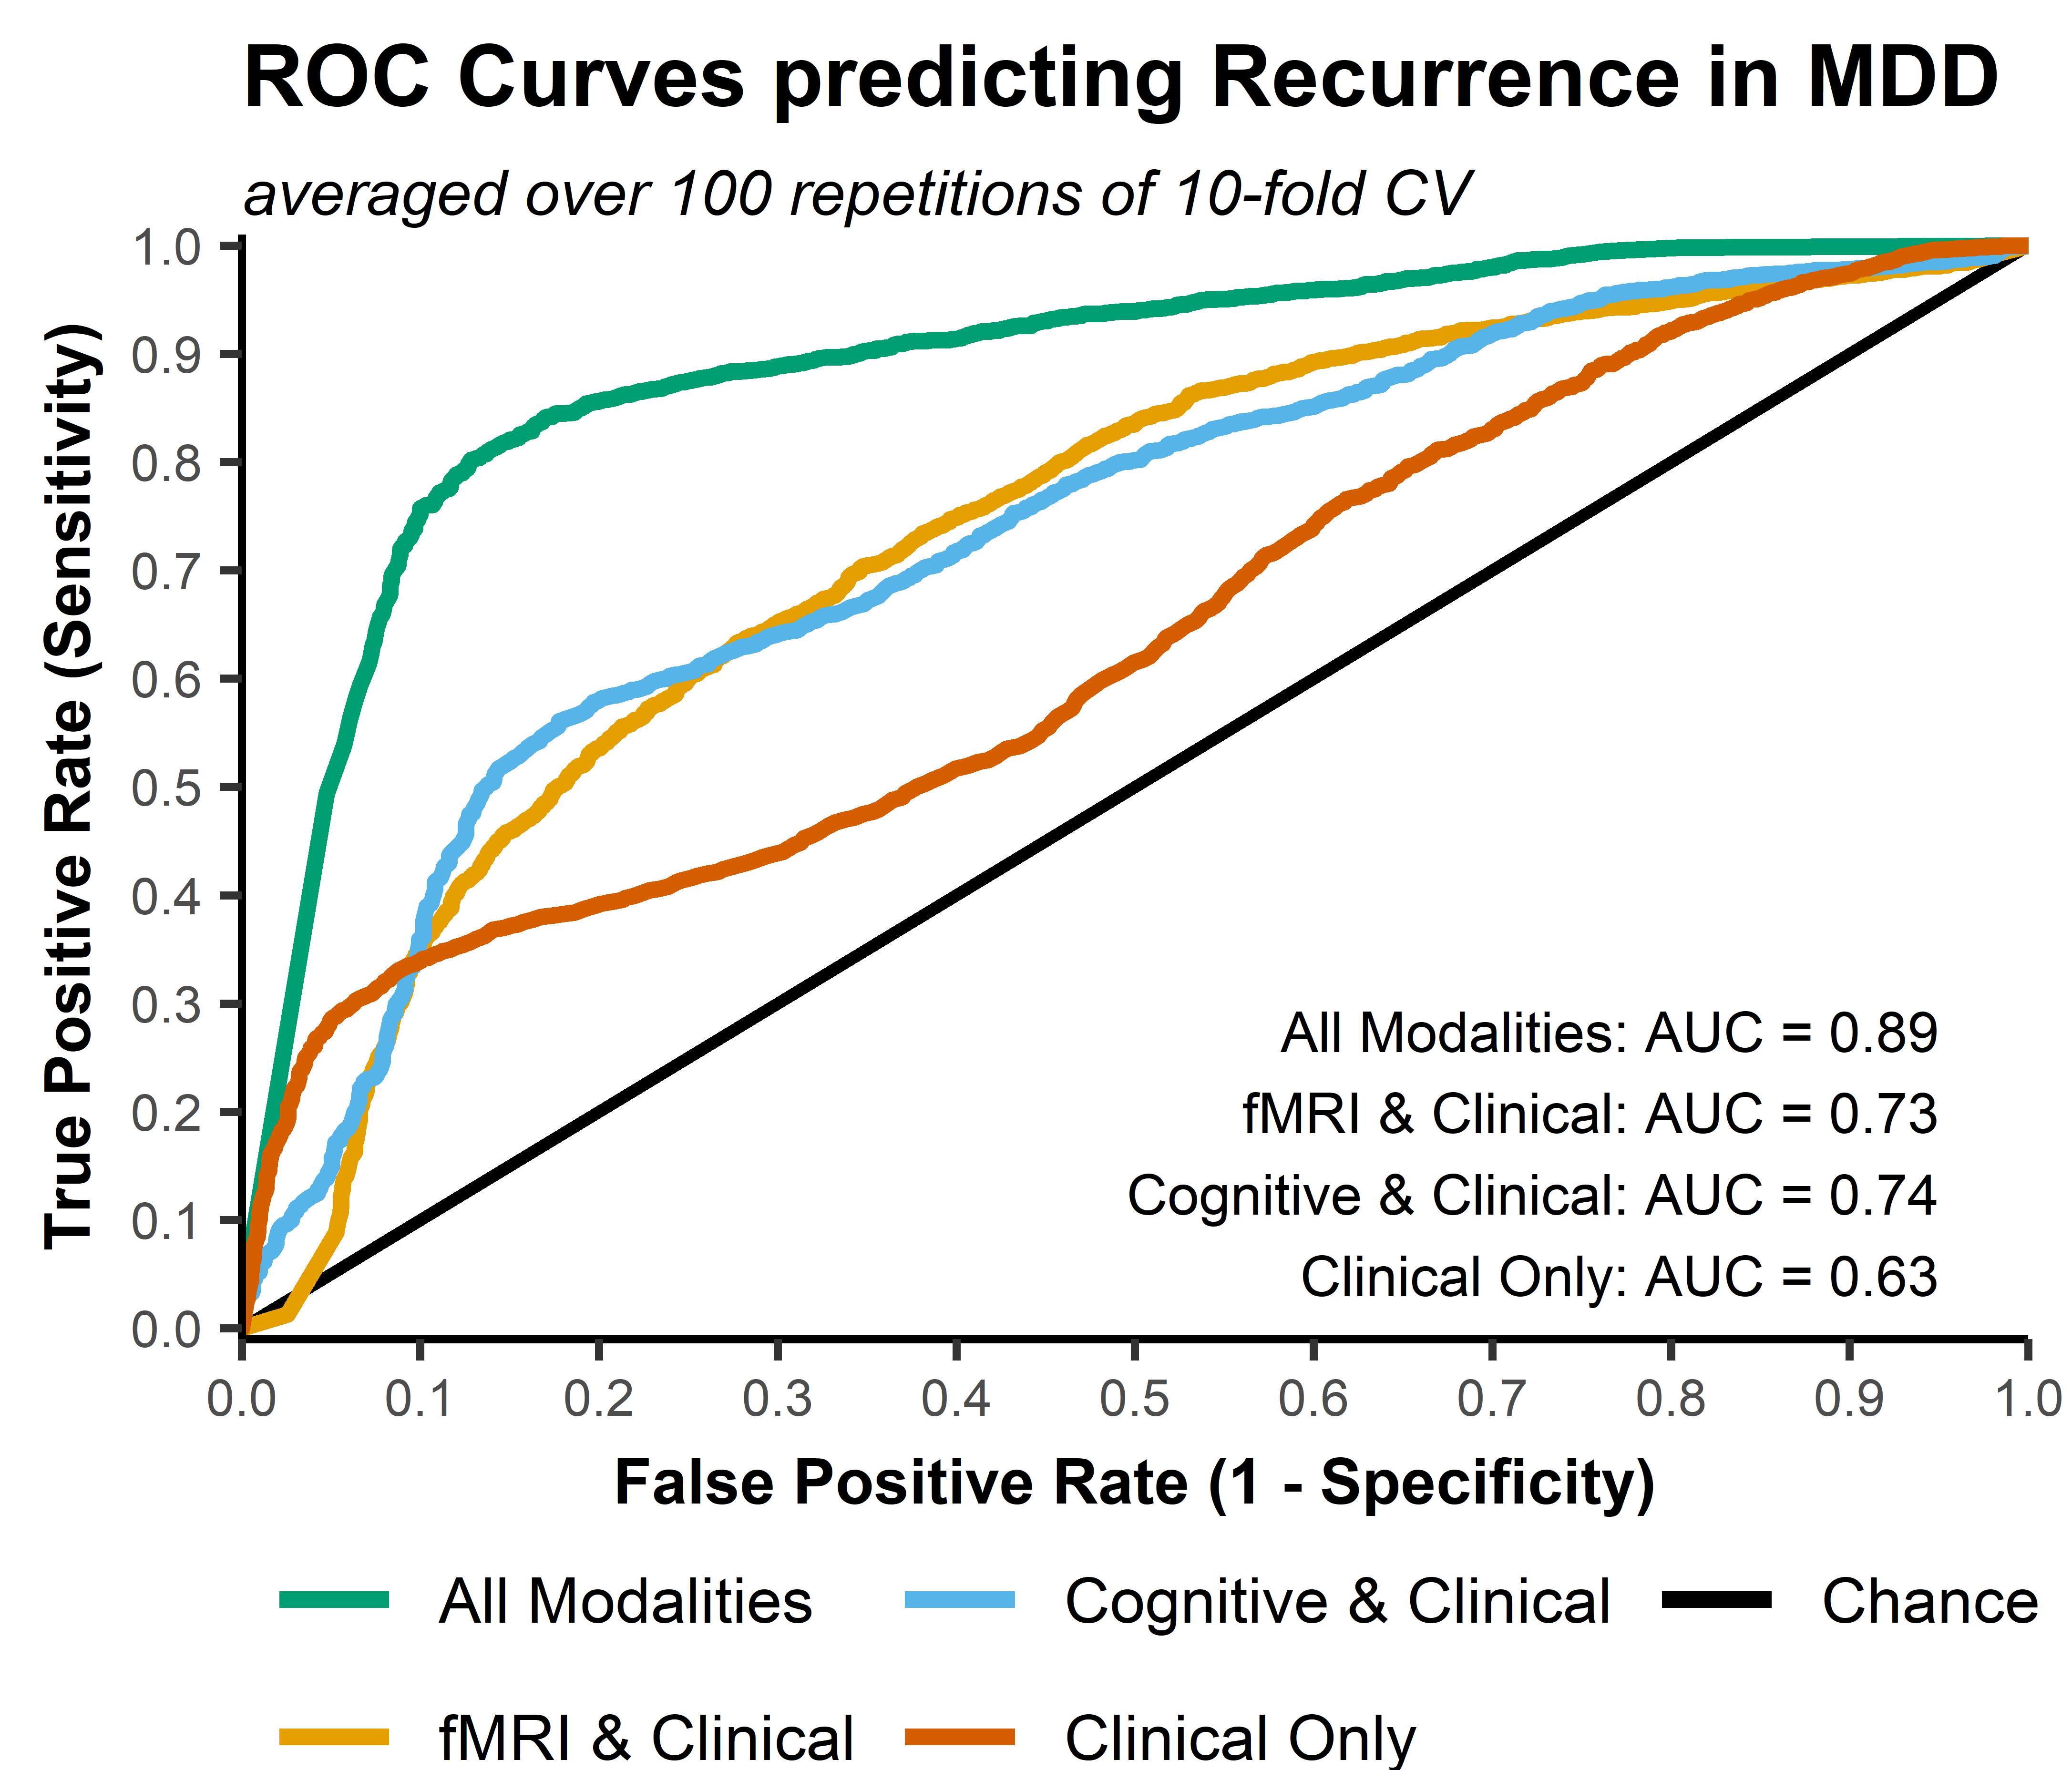 ROC Curves predicting Recurrence in MDD
averaged over 100 repetitions of 10-fold CV
True Positive Rate (Sensitivity)
1.0
0.9
0.8
0.7
0.6
0.5
0.4
0.3
0.2
0.1
0.0
All Modalities: AUC = 0.89
fMRI & Clinical: AUC = 0.73
Cognitive & Clinical: AUC = 0.74
Clinical Only: AUC = 0.63
0.0 0.1 0.2 0.3 0.4 0.5 0.6 0.7 0.8 0.9 1.0
False Positive Rate (1 - Specificity)
All Modalities Cognitive & Clinical Chance
fMRI & Clinical Clinical Only